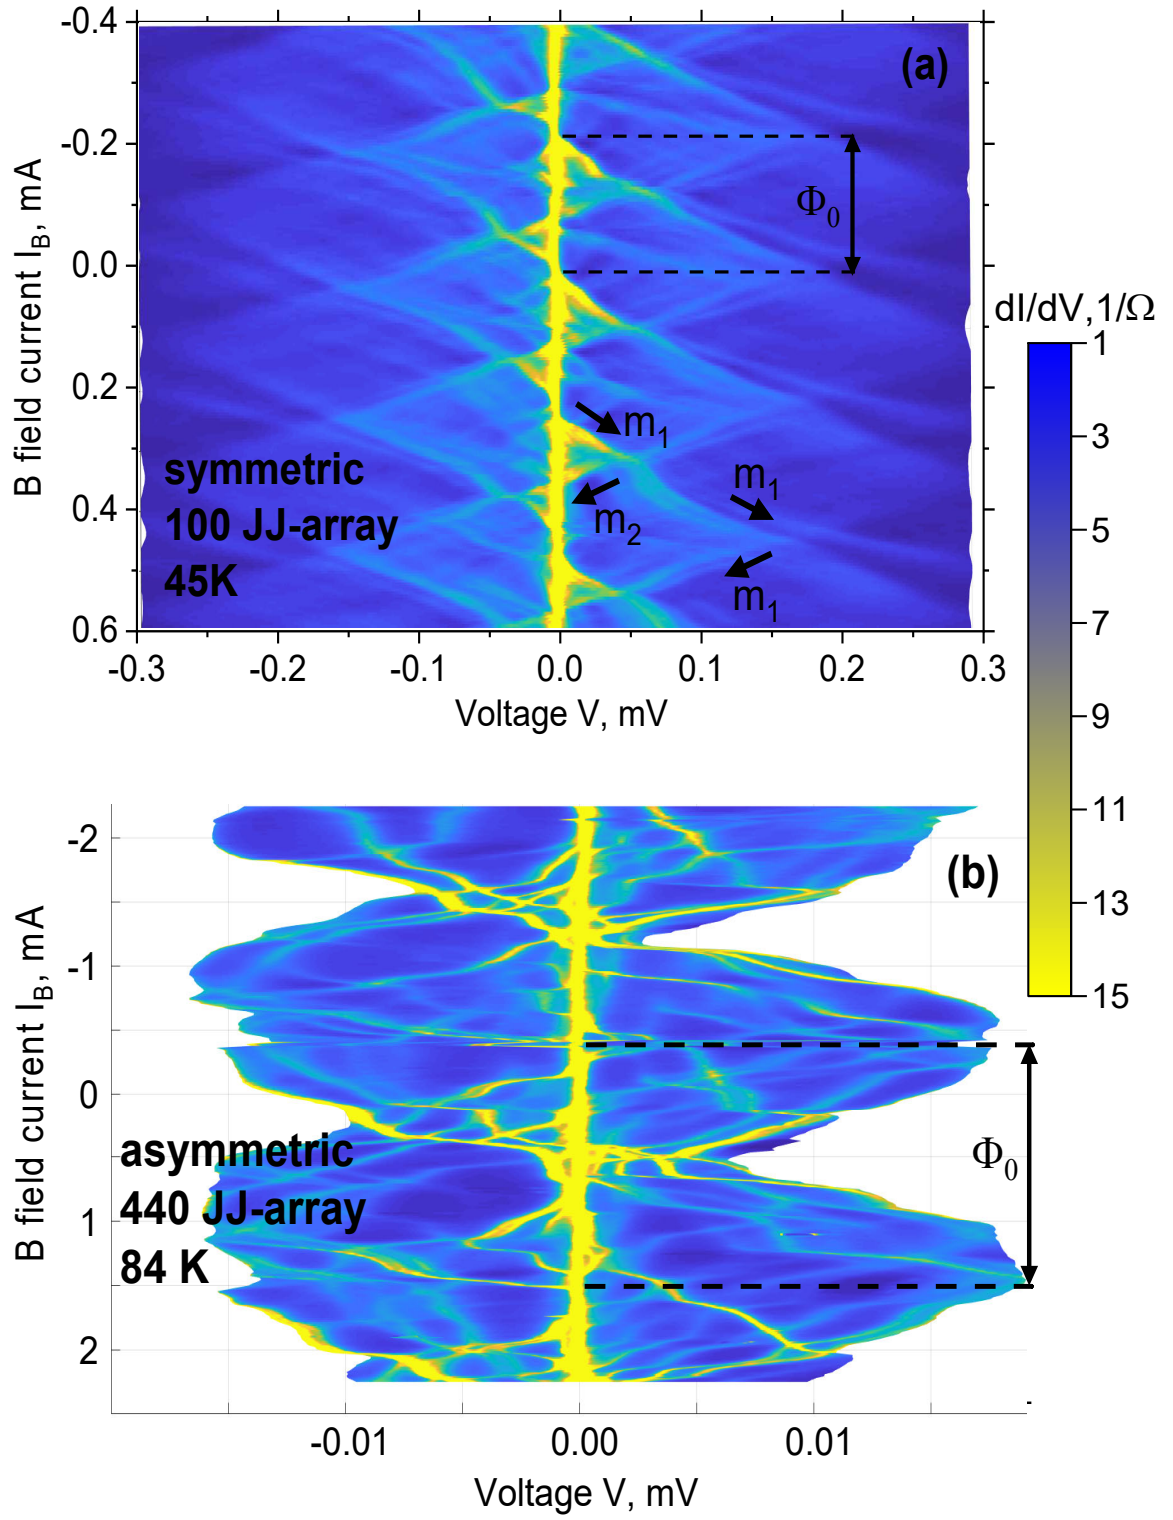 -0.4
-0.2
0.0
0.2
0.4
0.6
B field current I_B, mA
(a)
Φ₀
m₁
m₁
m₂
m₁
symmetric
100 JJ-array
45K
-0.3
-0.2
-0.1
0.0
0.1
0.2
0.3
Voltage V, mV
dI/dV,1/Ω
1
3
5
7
9
11
13
15
-2
-1
0
1
2
B field current I_B, mA
(b)
Φ₀
asymmetric
440 JJ-array
84 K
-0.01
0.00
0.01
Voltage V, mV